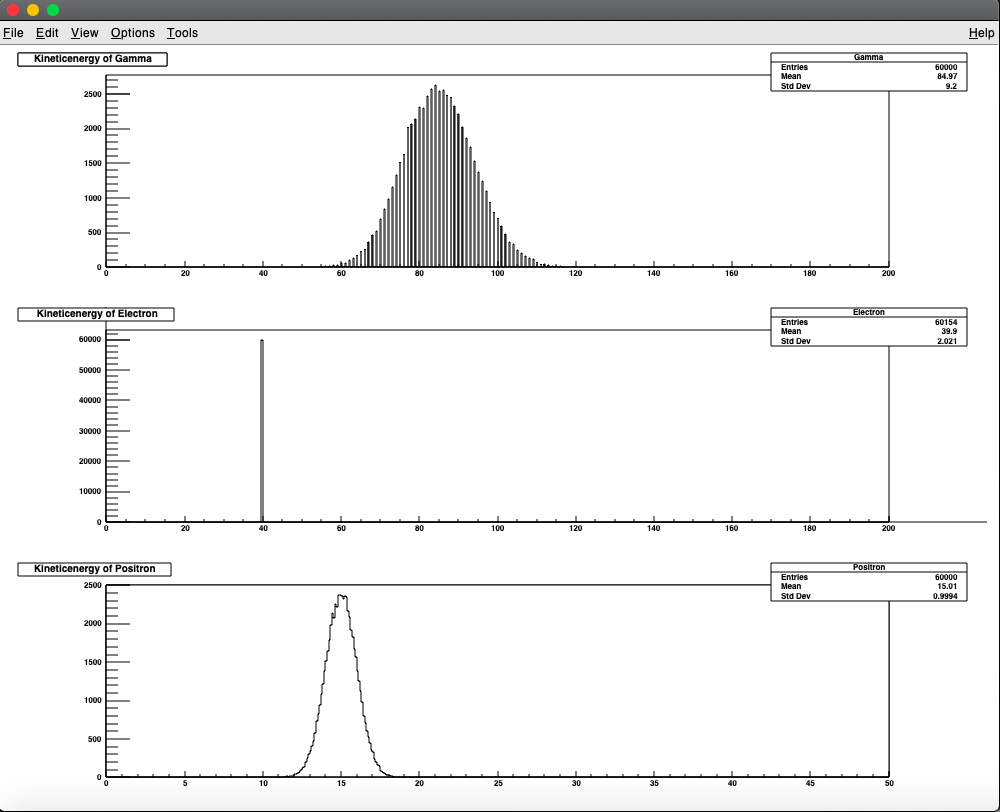 File Edit View Options Tools Help
Kineticenergy of Gamma
Gamma
Entries 60000
Mean 84.97
Std Dev 9.2
2500
2000
1500
1000
500
0
0 20 40 60 80 100 120 140 160 180 200
Kineticenergy of Electron
Electron
Entries 60154
Mean 39.9
Std Dev 2.021
60000
50000
40000
30000
20000
10000
0
0 20 40 60 80 100 120 140 160 180 200
Kineticenergy of Positron
Positron
Entries 60000
Mean 15.01
Std Dev 0.9994
2500
2000
1500
1000
500
0
0 5 10 15 20 25 30 35 40 45 50